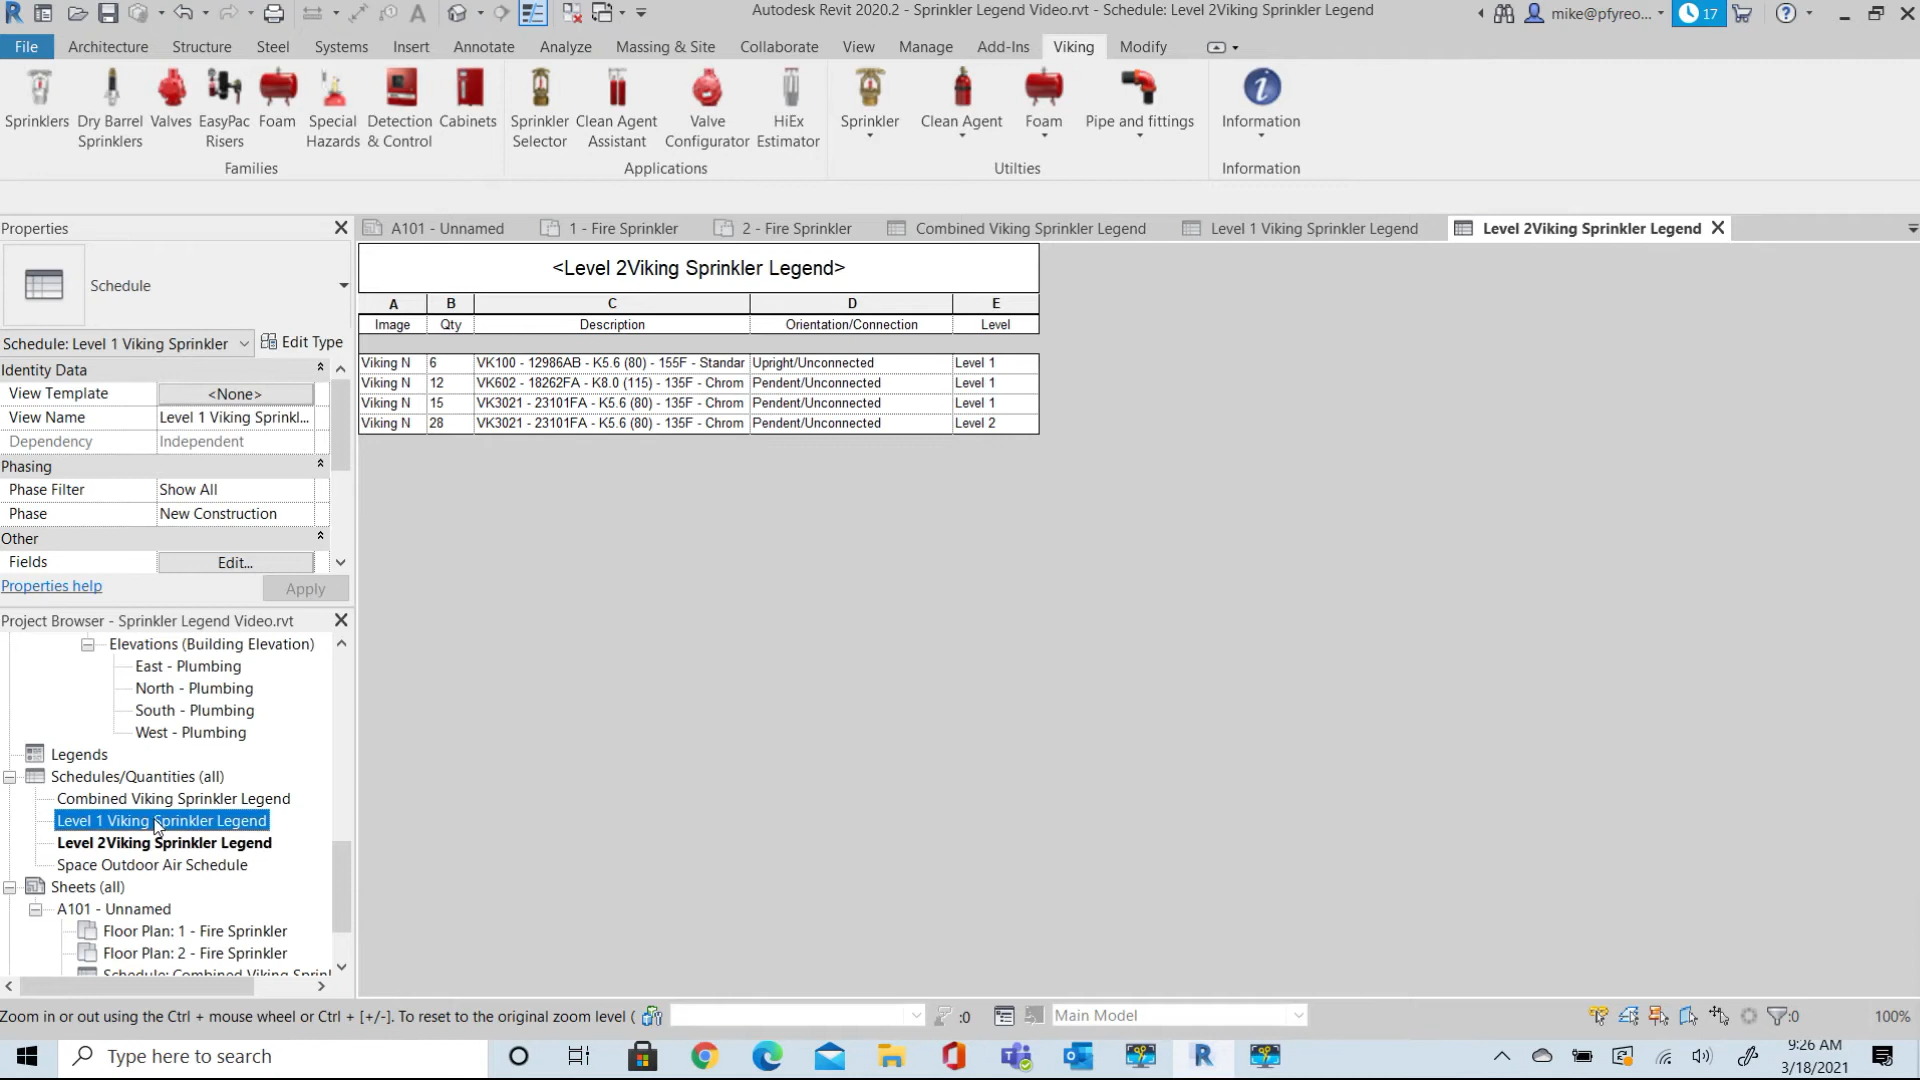 Autodesk Revit 2020.2 - Sprinkler Legend Video.rvt - Schedule: Level 2Viking Sprinkler Legend
mike@pfyreo...
17
File Architecture Structure Steel Systems Insert Annotate Analyze Massing & Site Collaborate View Manage Add-Ins Viking Modify
Sprinklers
Dry Barrel
Sprinklers
Valves
EasyPac
Risers
Foam
Special
Hazards
Detection
& Control
Cabinets
Sprinkler
Selector
Clean Agent
Assistant
Valve
Configurator
HiEx
Estimator
Sprinkler
Clean Agent
Foam
Pipe and fittings
Information
Families
Applications
Utilties
Information
Properties
Schedule
Schedule: Level 1 Viking Sprinkler
Edit Type
Identity Data
View Template <None>
View Name Level 1 Viking Sprinkl...
Dependency Independent
Phasing
Phase Filter Show All
Phase New Construction
Other
Fields Edit...
Properties help
Apply
A101 - Unnamed
1 - Fire Sprinkler
2 - Fire Sprinkler
Combined Viking Sprinkler Legend
Level 1 Viking Sprinkler Legend
Level 2Viking Sprinkler Legend
<Level 2Viking Sprinkler Legend>
A B C D E
Image Qty Description Orientation/Connection Level
Viking N 6 VK100 - 12986AB - K5.6 (80) - 155F - Standar Upright/Unconnected Level 1
Viking N 12 VK602 - 18262FA - K8.0 (115) - 135F - Chrom Pendent/Unconnected Level 1
Viking N 15 VK3021 - 23101FA - K5.6 (80) - 135F - Chrom Pendent/Unconnected Level 1
Viking N 28 VK3021 - 23101FA - K5.6 (80) - 135F - Chrom Pendent/Unconnected Level 2
Project Browser - Sprinkler Legend Video.rvt
Elevations (Building Elevation)
East - Plumbing
North - Plumbing
South - Plumbing
West - Plumbing
Legends
Schedules/Quantities (all)
Combined Viking Sprinkler Legend
Level 1 Viking Sprinkler Legend
Level 2Viking Sprinkler Legend
Space Outdoor Air Schedule
Sheets (all)
A101 - Unnamed
Floor Plan: 1 - Fire Sprinkler
Floor Plan: 2 - Fire Sprinkler
Schedule: Combined Viking Sprinl
Zoom in or out using the Ctrl + mouse wheel or Ctrl + [+/-]. To reset to the original zoom level (
:0
Main Model
:0
100%
Type here to search
9:26 AM
3/18/2021